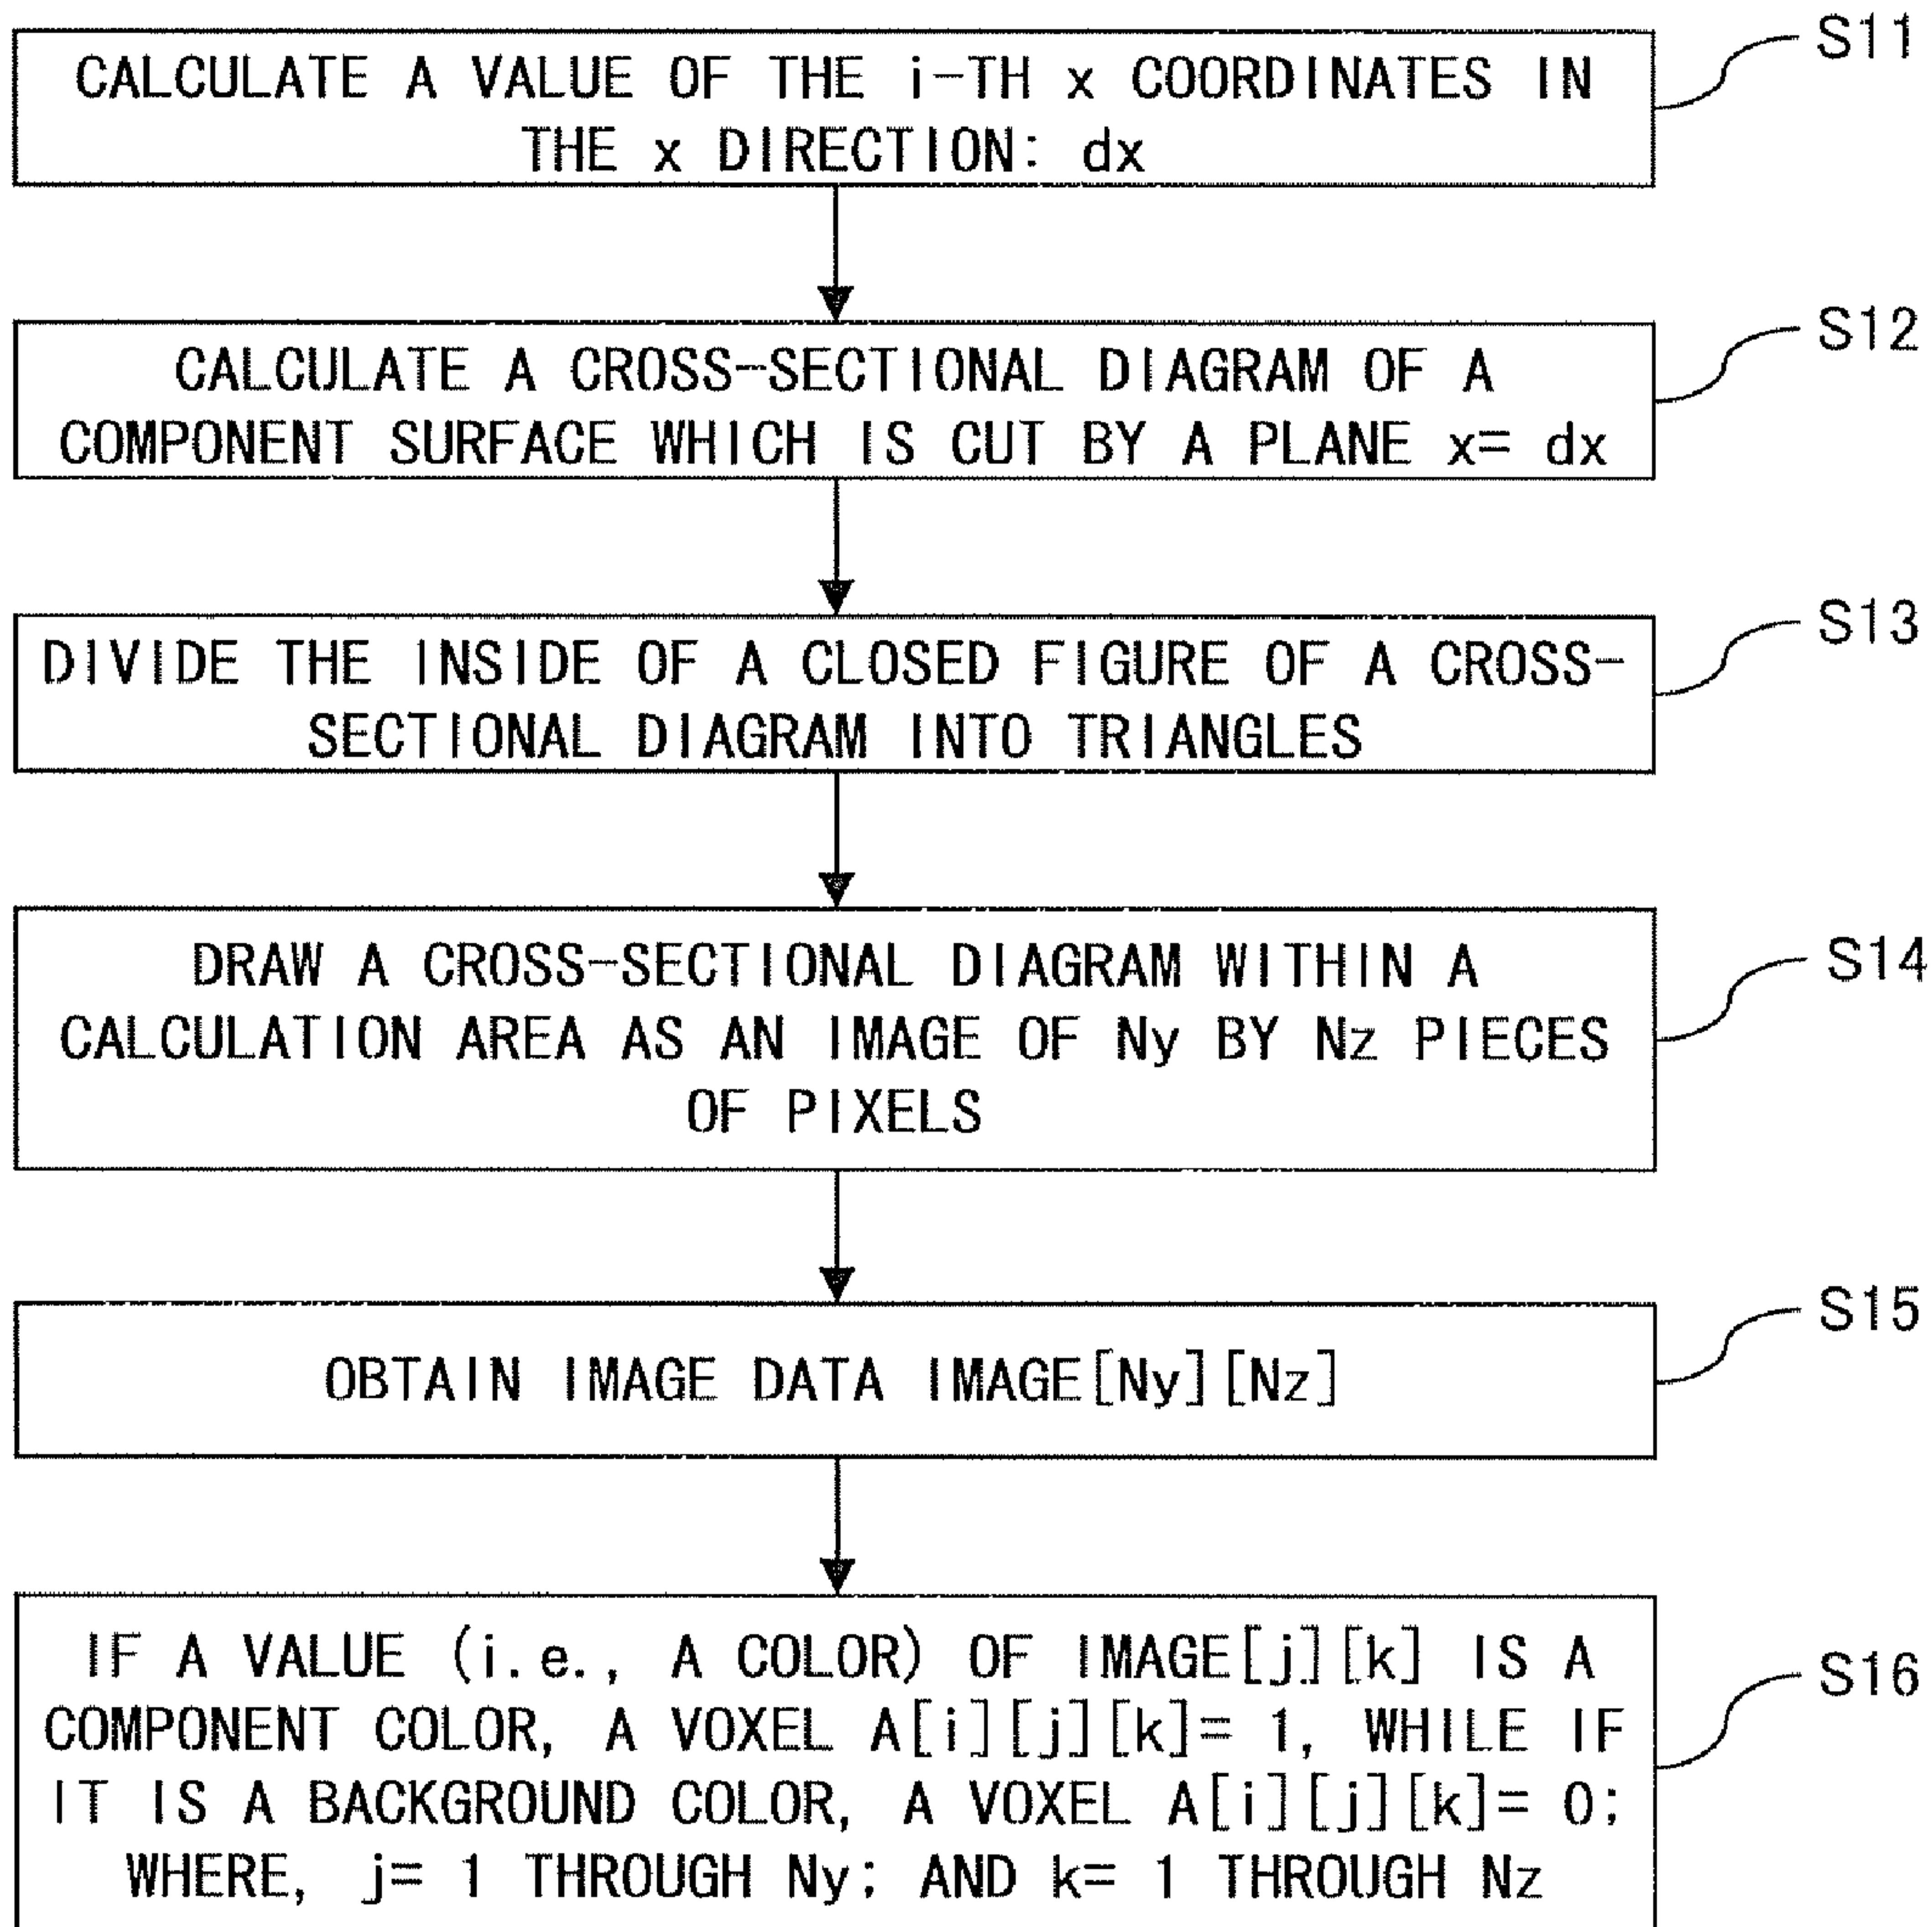 S11
CALCULATE A VALUE OF THE i-TH x COORDINATES IN
THE x DIRECTION: dx
S12
CALCULATE A CROSS-SECTIONAL DIAGRAM OF A
COMPONENT SURFACE WHICH IS CUT BY A PLANE x= dx
S13
DIVIDE THE INSIDE OF A CLOSED FIGURE OF A CROSS-
SECTIONAL DIAGRAM INTO TRIANGLES
S14
DRAW A CROSS-SECTIONAL DIAGRAM WITHIN A
CALCULATION AREA AS AN IMAGE OF Ny BY Nz PIECES
OF PIXELS
S15
OBTAIN IMAGE DATA IMAGE[Ny][Nz]
S16
IF A VALUE (i.e., A COLOR) OF IMAGE[j][k] IS A
COMPONENT COLOR, A VOXEL A[i][j][k]= 1, WHILE IF
IT IS A BACKGROUND COLOR, A VOXEL A[i][j][k]= 0;
WHERE, j= 1 THROUGH Ny; AND k= 1 THROUGH Nz